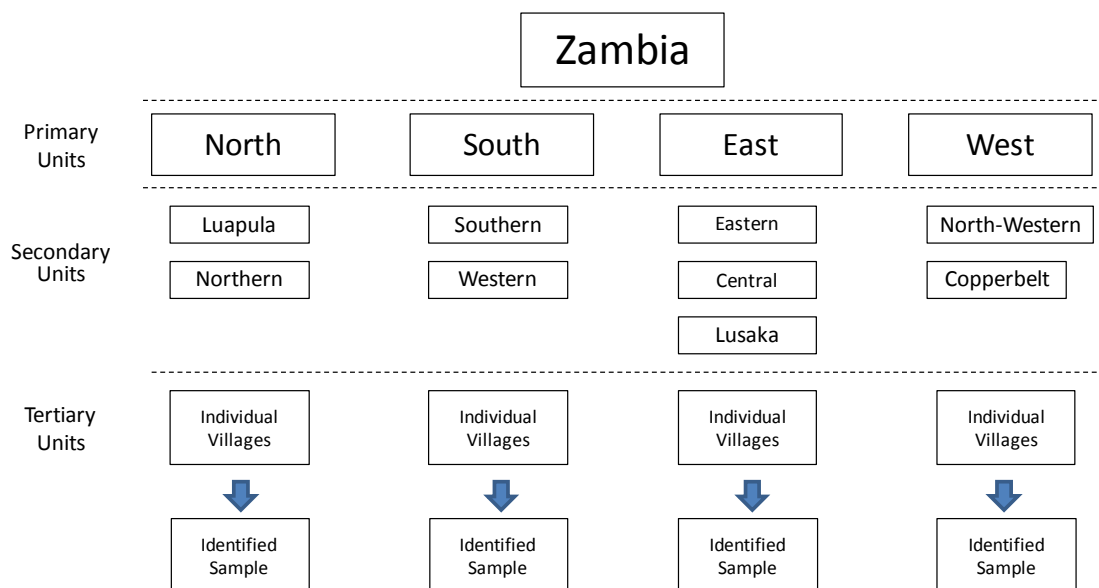 Zambia
Primary
Units
North
South
East
West
Secondary
Units
Luapula
Southern
Eastern
North-Western
Northern
Western
Central
Copperbelt
Lusaka
Tertiary
Units
Individual
Villages
Individual
Villages
Individual
Villages
Individual
Villages
Identified
Sample
Identified
Sample
Identified
Sample
Identified
Sample